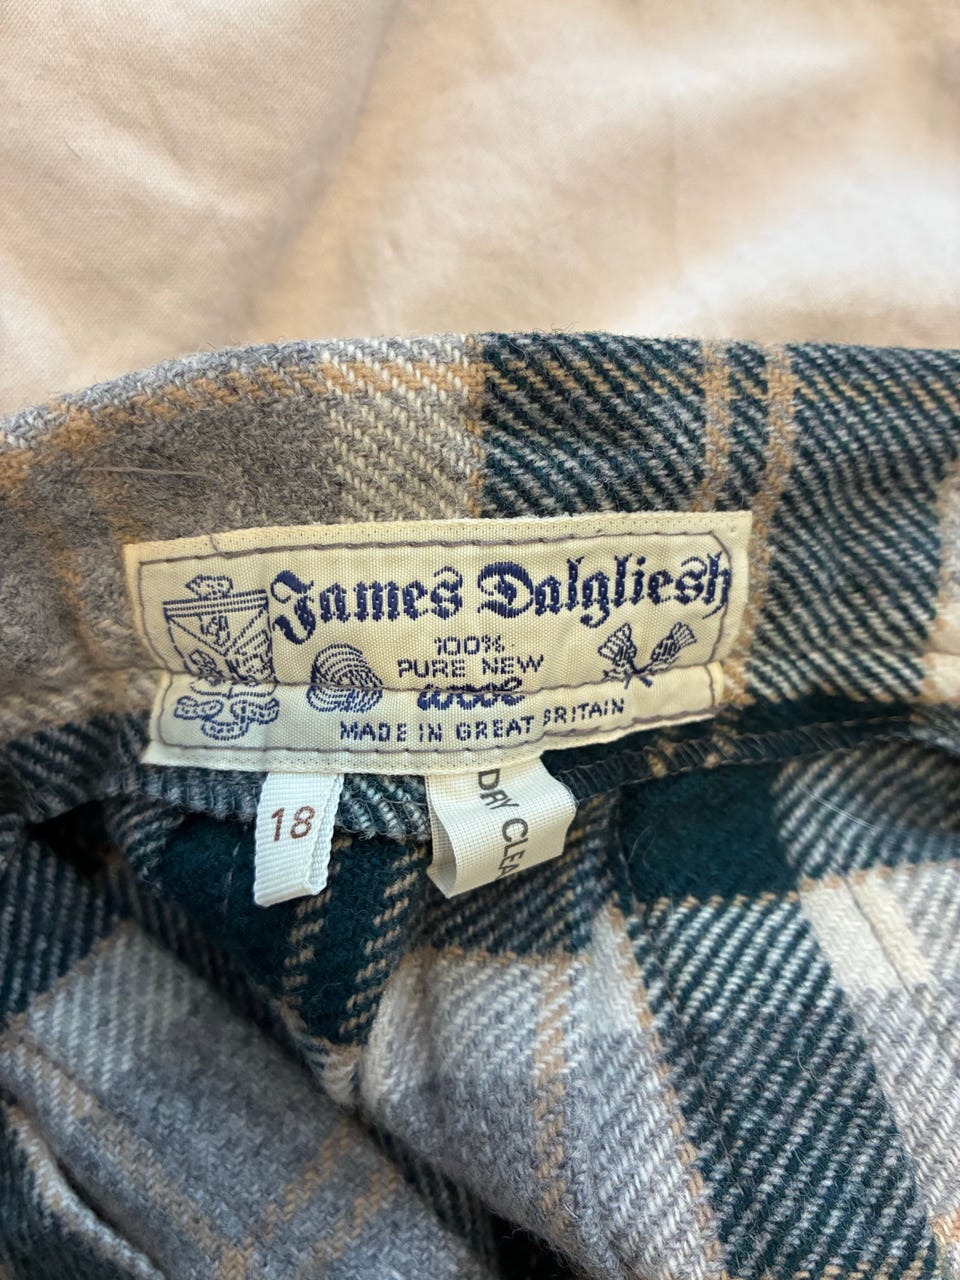 James Dalgliesh
100%
PURE NEW
wool
MADE IN GREAT BRITAIN
18
DRY CLEA